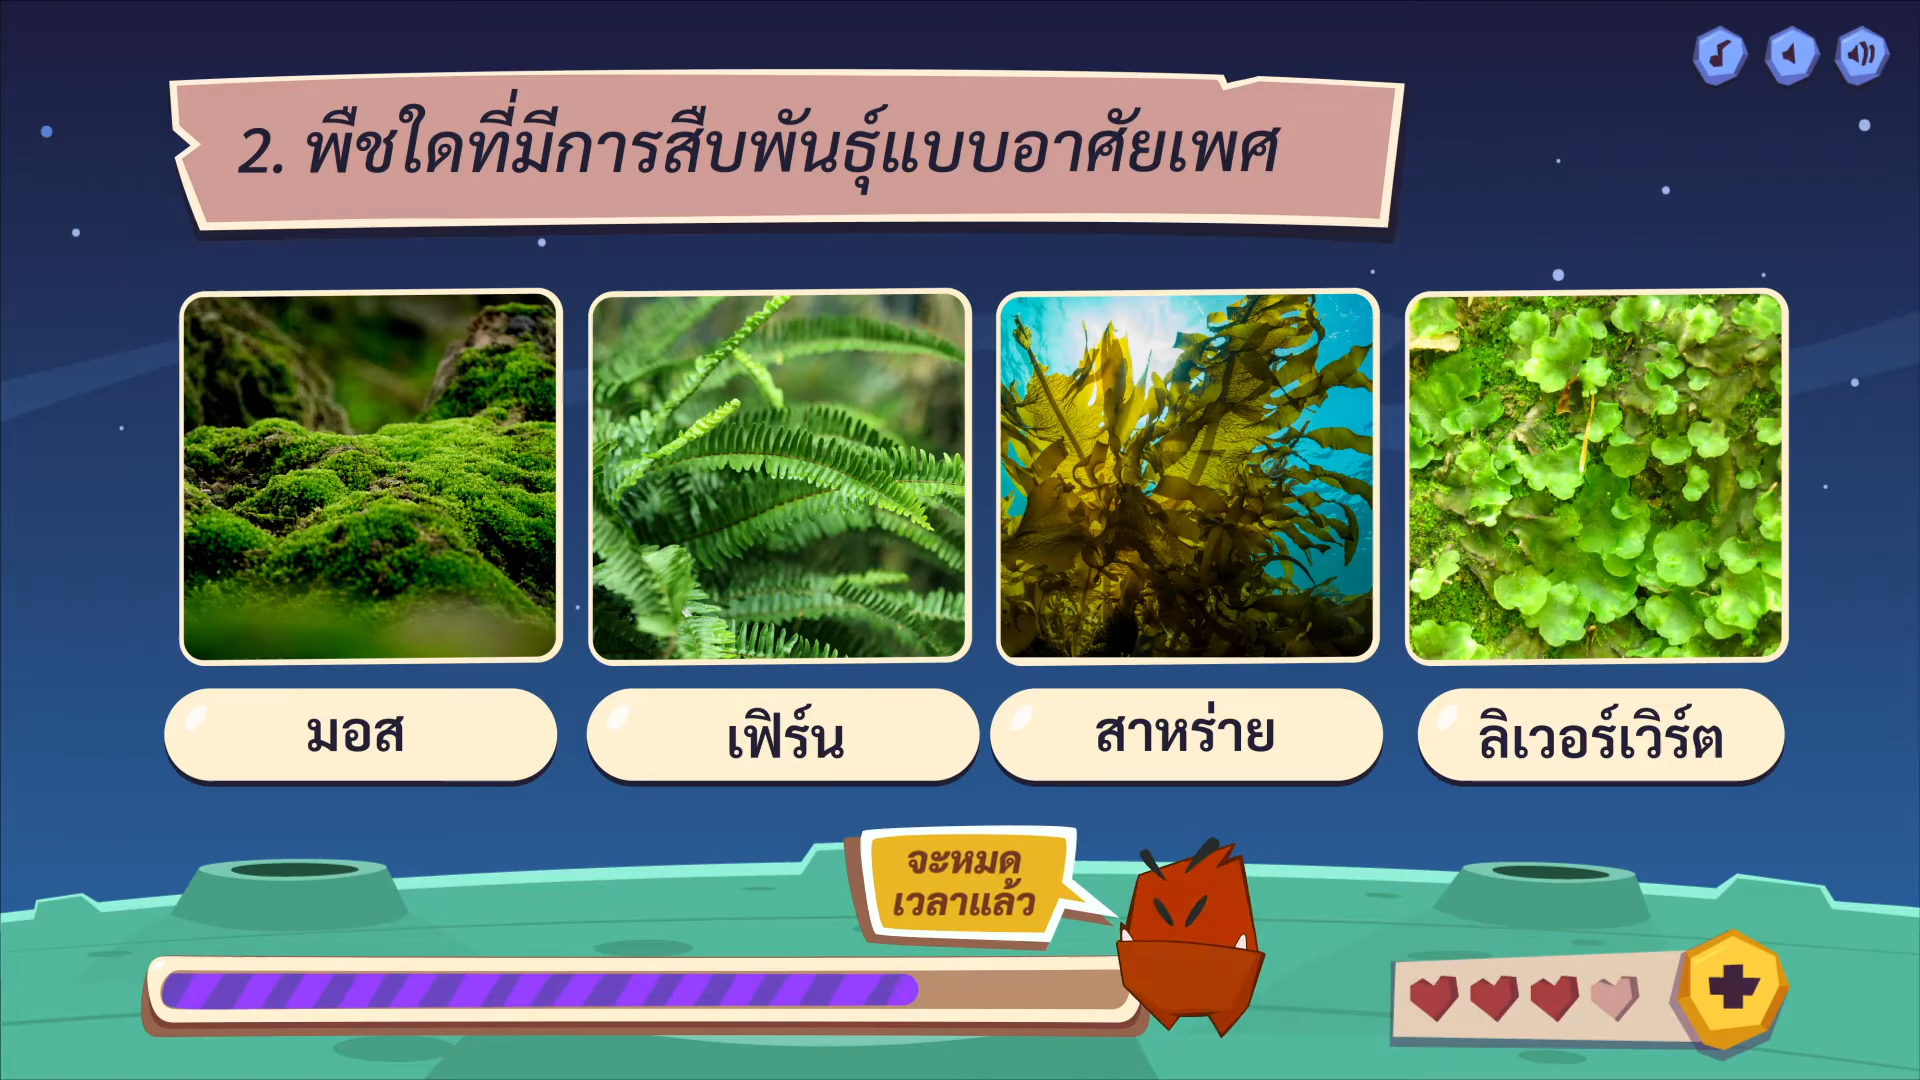 2. พืชใดที่มีการสืบพันธุ์แบบอาศัยเพศ
มอส
เฟิร์น
สาหร่าย
ลิเวอร์เวิร์ต
จะหมด
เวลาแล้ว